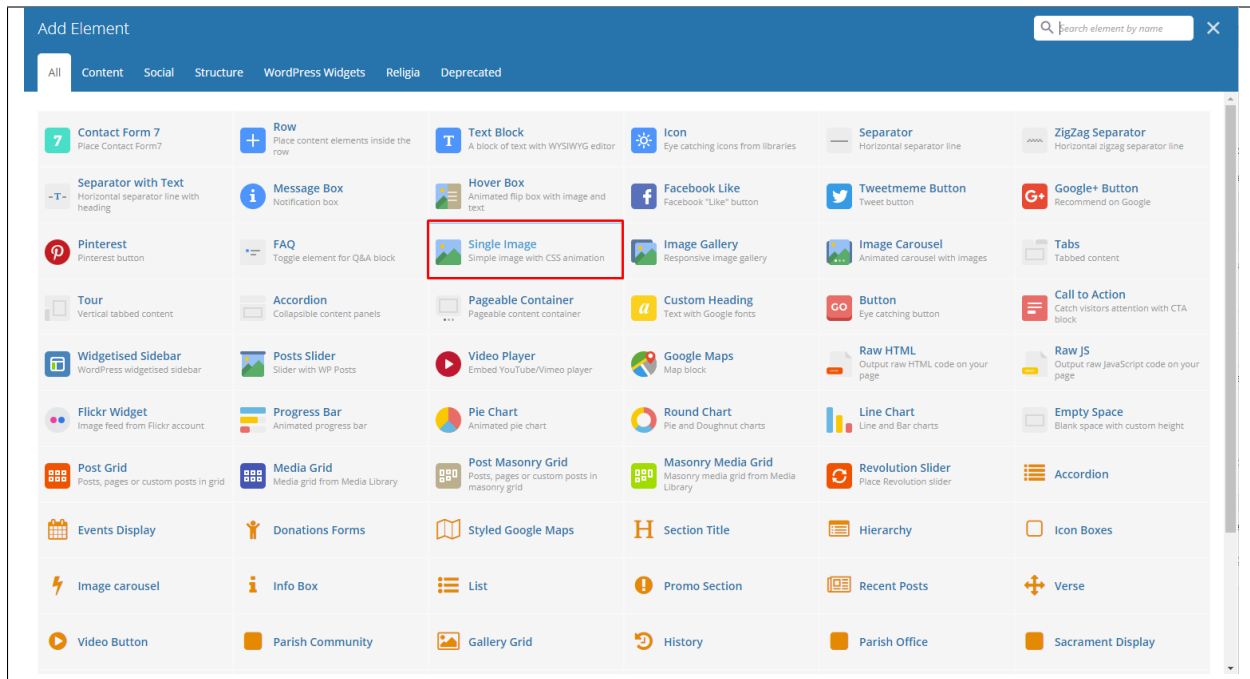 Add Element
Search element by name
All Content Social Structure WordPress Widgets Religia Deprecated
7 Contact Form 7
Place Contact Form7
Row
Place content elements inside the
row
T Text Block
A block of text with WYSIWYG editor
Icon
Eye catching icons from libraries
Separator
Horizontal separator line
ZigZag Separator
Horizontal zigzag separator line
-T- Separator with Text
Horizontal separator line with
heading
i Message Box
Notification box
Hover Box
Animated flip box with image and
text
f Facebook Like
Facebook "Like" button
Tweetmeme Button
Tweet button
G+ Google+ Button
Recommend on Google
Pinterest
Pinterest button
FAQ
Toggle element for Q&A block
Single Image
Simple image with CSS animation
Image Gallery
Responsive image gallery
Image Carousel
Animated carousel with images
Tabs
Tabbed content
Tour
Vertical tabbed content
Accordion
Collapsible content panels
Pageable Container
Pageable content container
a Custom Heading
Text with Google fonts
GO Button
Eye catching button
Call to Action
Catch visitors attention with CTA
block
Widgetised Sidebar
WordPress widgetised sidebar
Posts Slider
Slider with WP Posts
Video Player
Embed YouTube/Vimeo player
Google Maps
Map block
Raw HTML
Output raw HTML code on your
page
Raw JS
Output raw JavaScript code on your
page
Flickr Widget
Image feed from Flickr account
Progress Bar
Animated progress bar
Pie Chart
Animated pie chart
Round Chart
Pie and Doughnut charts
Line Chart
Line and Bar charts
Empty Space
Blank space with custom height
Post Grid
Posts, pages or custom posts in grid
Media Grid
Media grid from Media Library
Post Masonry Grid
Posts, pages or custom posts in
masonry grid
Masonry Media Grid
Masonry media grid from Media
Library
Revolution Slider
Place Revolution slider
Accordion
Events Display
Donations Forms
Styled Google Maps
H Section Title
Hierarchy
Icon Boxes
Image carousel
i Info Box
List
Promo Section
Recent Posts
Verse
Video Button
Parish Community
Gallery Grid
History
Parish Office
Sacrament Display